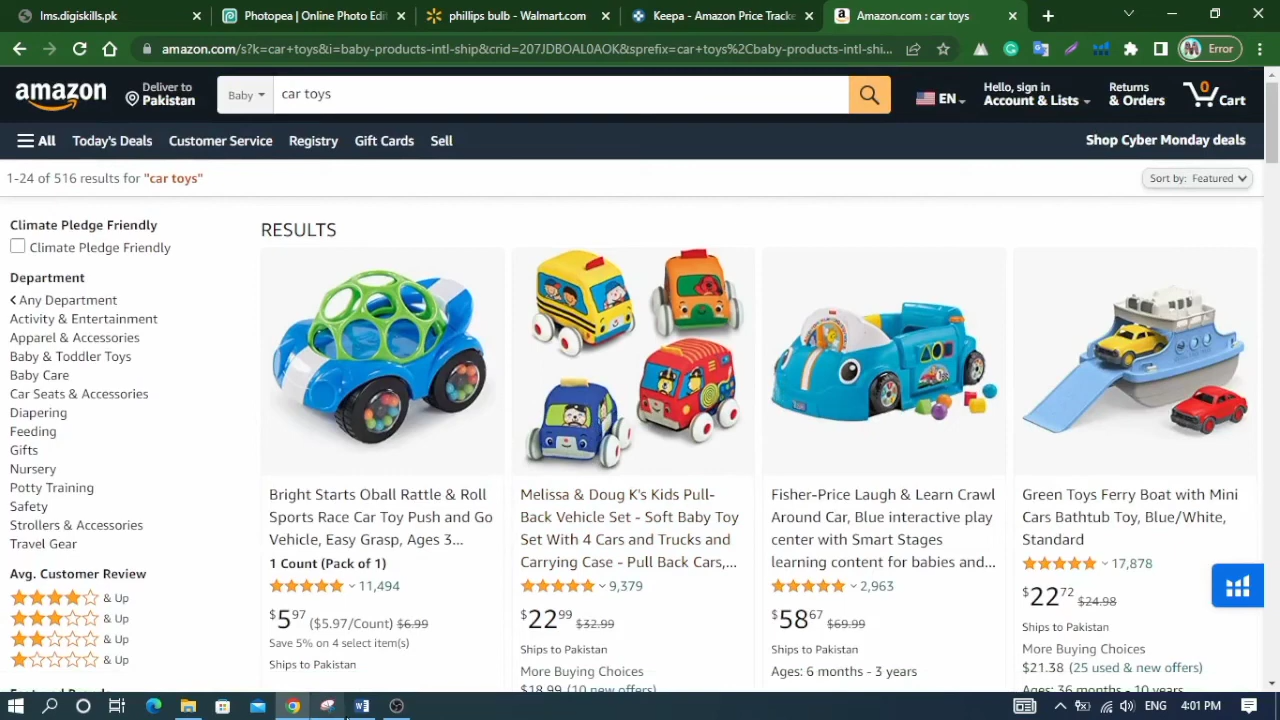 lms.digiskills.pk
Photopea | Online Photo Edit
phillips bulb - Walmart.com
Keepa - Amazon Price Tracke
Amazon.com : car toys
amazon.com/s?k=car+toys&i=baby-products-intl-ship&crid=207JDBOAL0AOK&sprefix=car+toys%2Cbaby-products-intl-shi...
Error
amazon
Deliver to
Pakistan
Baby
car toys
EN
Hello, sign in
Account & Lists
Returns
& Orders
0
Cart
All
Today's Deals
Customer Service
Registry
Gift Cards
Sell
Shop Cyber Monday deals
1-24 of 516 results for "car toys"
Sort by: Featured
Climate Pledge Friendly
Climate Pledge Friendly
Department
Any Department
Activity & Entertainment
Apparel & Accessories
Baby & Toddler Toys
Baby Care
Car Seats & Accessories
Diapering
Feeding
Gifts
Nursery
Potty Training
Safety
Strollers & Accessories
Travel Gear
Avg. Customer Review
& Up
& Up
& Up
& Up
RESULTS
Bright Starts Oball Rattle & Roll
Sports Race Car Toy Push and Go
Vehicle, Easy Grasp, Ages 3...
1 Count (Pack of 1)
11,494
$5.97 ($5.97/Count) $6.99
Save 5% on 4 select item(s)
Ships to Pakistan
Melissa & Doug K's Kids Pull-
Back Vehicle Set - Soft Baby Toy
Set With 4 Cars and Trucks and
Carrying Case - Pull Back Cars,...
9,379
$22.99 $32.99
Ships to Pakistan
More Buying Choices
$18.99 (10 new offers)
Fisher-Price Laugh & Learn Crawl
Around Car, Blue interactive play
center with Smart Stages
learning content for babies and...
2,963
$58.67 $69.99
Ships to Pakistan
Ages: 6 months - 3 years
Green Toys Ferry Boat with Mini
Cars Bathtub Toy, Blue/White,
Standard
17,878
$22.72 $24.98
Ships to Pakistan
More Buying Choices
$21.38 (25 used & new offers)
Ages: 36 months - 10 years
ENG
4:01 PM